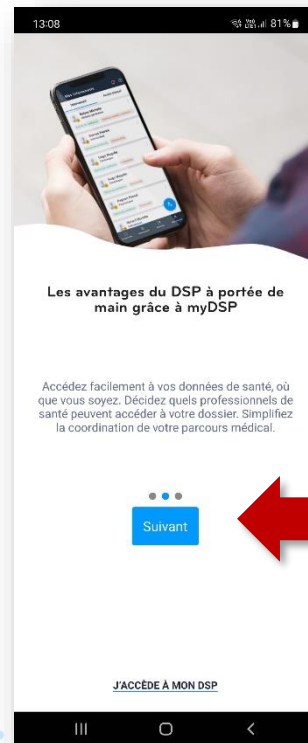 13:08 81%
Les avantages du DSP à portée de
main grâce à myDSP
Accédez facilement à vos données de santé, où
que vous soyez. Décidez quels professionnels de
santé peuvent accéder à votre dossier. Simplifiez
la coordination de votre parcours médical.
Suivant
J'ACCÈDE À MON DSP